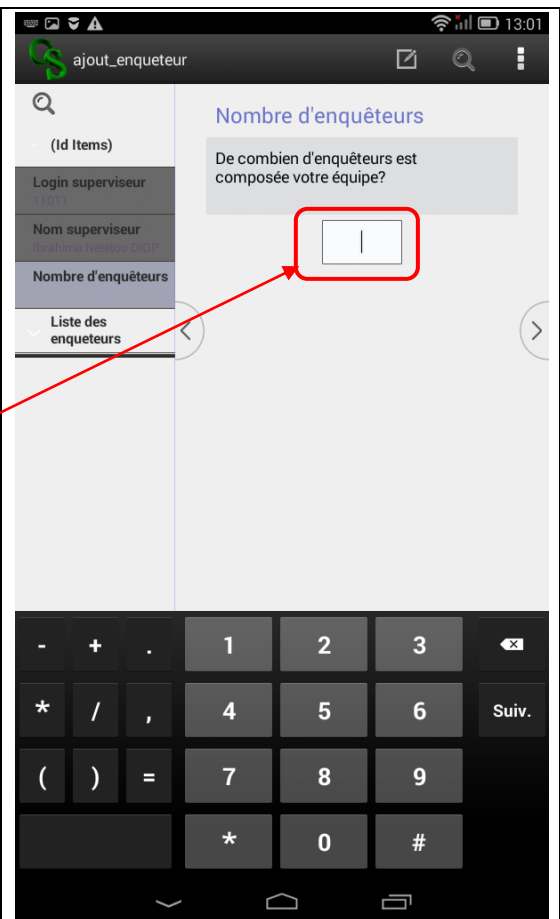 13:01
ajout_enqueteur
(Id Items)
Login superviseur
11011
Nom superviseur
Ibrahima Nététou DIOP
Nombre d'enquêteurs
Liste des
enqueteurs
Nombre d'enquêteurs
De combien d'enquêteurs est
composée votre équipe?
- + . 1 2 3
* / , 4 5 6 Suiv.
( ) = 7 8 9
* 0 #